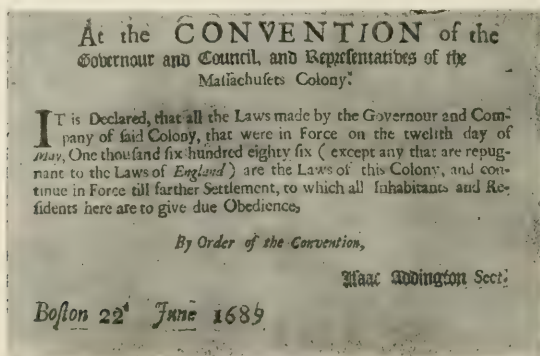 At the CONVENTION of the
Governour and Council, and Representatives of the
Massachusets Colony.
IT is Declared, that all the Laws made by the Governour and Com-
pany of said Colony, that were in Force on the twelfth day of
May, One thousand six hundred eighty six ( except any that are repug-
nant to the Laws of England ) are the Laws of this Colony, and con-
tinue in Force till farther Settlement, to which all Inhabitants and Re-
sidents here are to give due Obedience,
By Order of the Convention,
Isaac Addington Sect.
Boston 22d June 1689